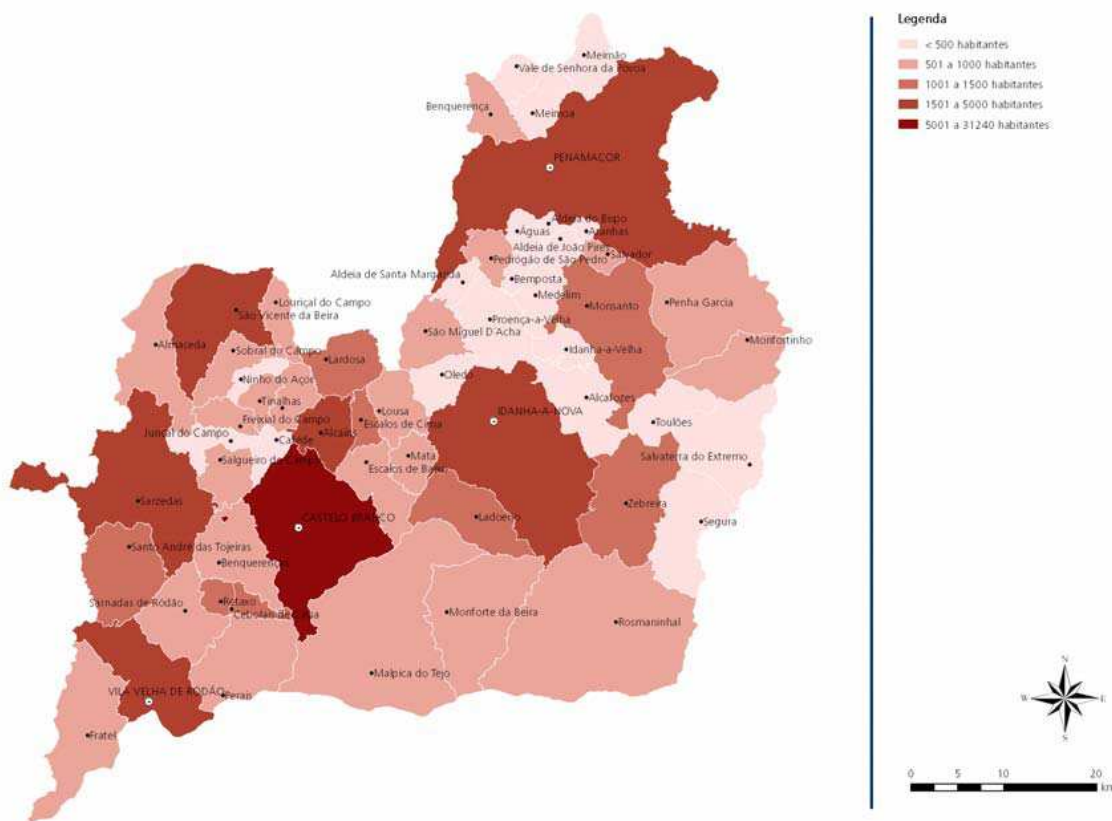 Legenda
< 500 habitantes
501 a 1000 habitantes
1001 a 1500 habitantes
1501 a 5000 habitantes
5001 a 31240 habitantes
Meimão
Vale de Senhora da Póvoa
Benquerença
Meimoa
PENAMACOR
Aldeia do Bispo
Águas
Aranhas
Aldeia de João Pires
Salvador
Pedrógão de São Pedro
Aldeia de Santa Margarida
Bemposta
Medelim
Louriçal do Campo
São Vicente da Beira
Monsanto
Penha Garcia
Proença-a-Velha
São Miguel D'Acha
Monfortinho
Almaceda
Sobral do Campo
Lardosa
Idanha-a-Velha
Oledo
Ninho do Açor
Alcafozes
Tinalhas
Lousa
IDANHA-A-NOVA
Freixial do Campo
Escalos de Cima
Toulões
Juncal do Campo
Cafede
Alcains
Mata
Salgueiro do Campo
Escalos de Baixo
Salvaterra do Extremo
Sarzedas
Zebreira
Ladoeiro
Segura
CASTELO BRANCO
Santo André das Tojeiras
Benquerenças
Retaxo
Sarnadas de Ródão
Cebolais de Cima
Monforte da Beira
Rosmaninhal
Malpica do Tejo
VILA VELHA DE RODÃO
Perais
Fratel
N
W E
S
0 5 10 20
km